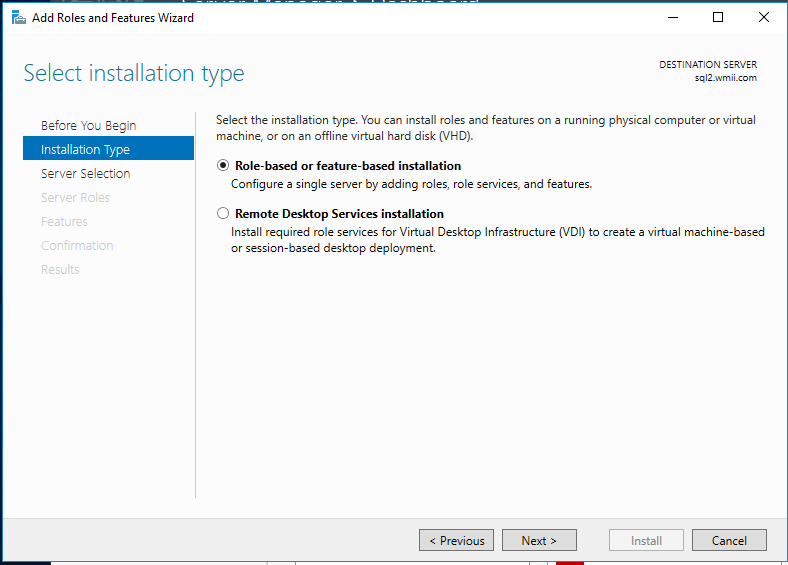 Server Manager Dashboard
Add Roles and Features Wizard
Select installation type
DESTINATION SERVER
sql2.wmii.com
Before You Begin
Installation Type
Server Selection
Server Roles
Features
Confirmation
Results
Select the installation type. You can install roles and features on a running physical computer or virtual
machine, or on an offline virtual hard disk (VHD).
Role-based or feature-based installation
Configure a single server by adding roles, role services, and features.
Remote Desktop Services installation
Install required role services for Virtual Desktop Infrastructure (VDI) to create a virtual machine-based
or session-based desktop deployment.
< Previous
Next >
Install
Cancel